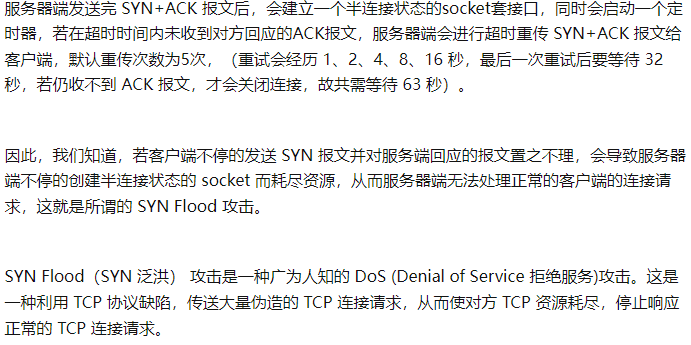 服务器端发送完 SYN+ACK 报文后，会建立一个半连接状态的socket套接口，同时会启动一个定
时器，若在超时时间内未收到对方回应的ACK报文，服务器端会进行超时重传 SYN+ACK 报文给
客户端，默认重传次数为5次，（重试会经历 1、2、4、8、16 秒，最后一次重试后要等待 32
秒，若仍收不到 ACK 报文，才会关闭连接，故共需等待 63 秒）。
因此，我们知道，若客户端不停的发送 SYN 报文并对服务端回应的报文置之不理，会导致服务器
端不停的创建半连接状态的 socket 而耗尽资源，从而服务器端无法处理正常的客户端的连接请
求，这就是所谓的 SYN Flood 攻击。
SYN Flood（SYN 泛洪） 攻击是一种广为人知的 DoS (Denial of Service 拒绝服务)攻击。这是
一种利用 TCP 协议缺陷，传送大量伪造的 TCP 连接请求，从而使对方 TCP 资源耗尽，停止响应
正常的 TCP 连接请求。